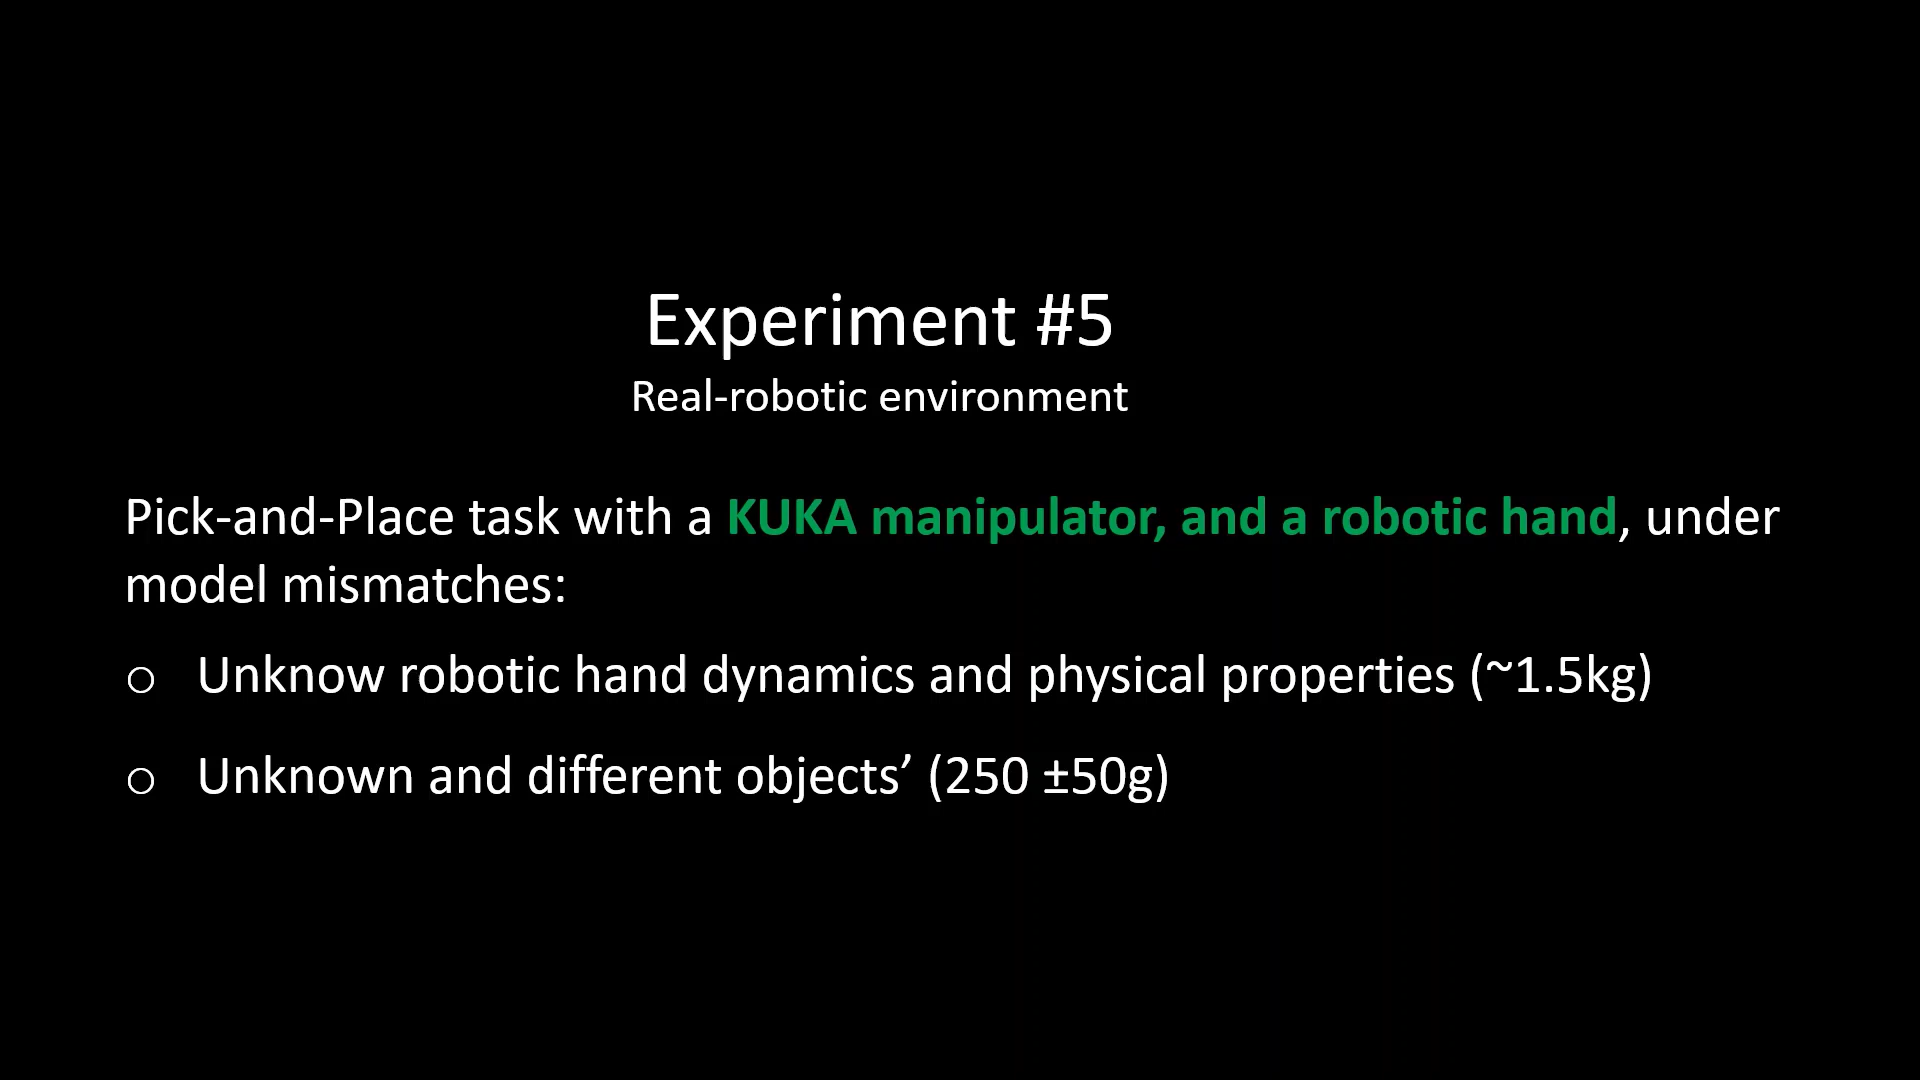 Experiment #5
Real-robotic environment
Pick-and-Place task with a KUKA manipulator, and a robotic hand, under
model mismatches:
o Unknow robotic hand dynamics and physical properties (~1.5kg)
o Unknown and different objects’ (250 ±50g)